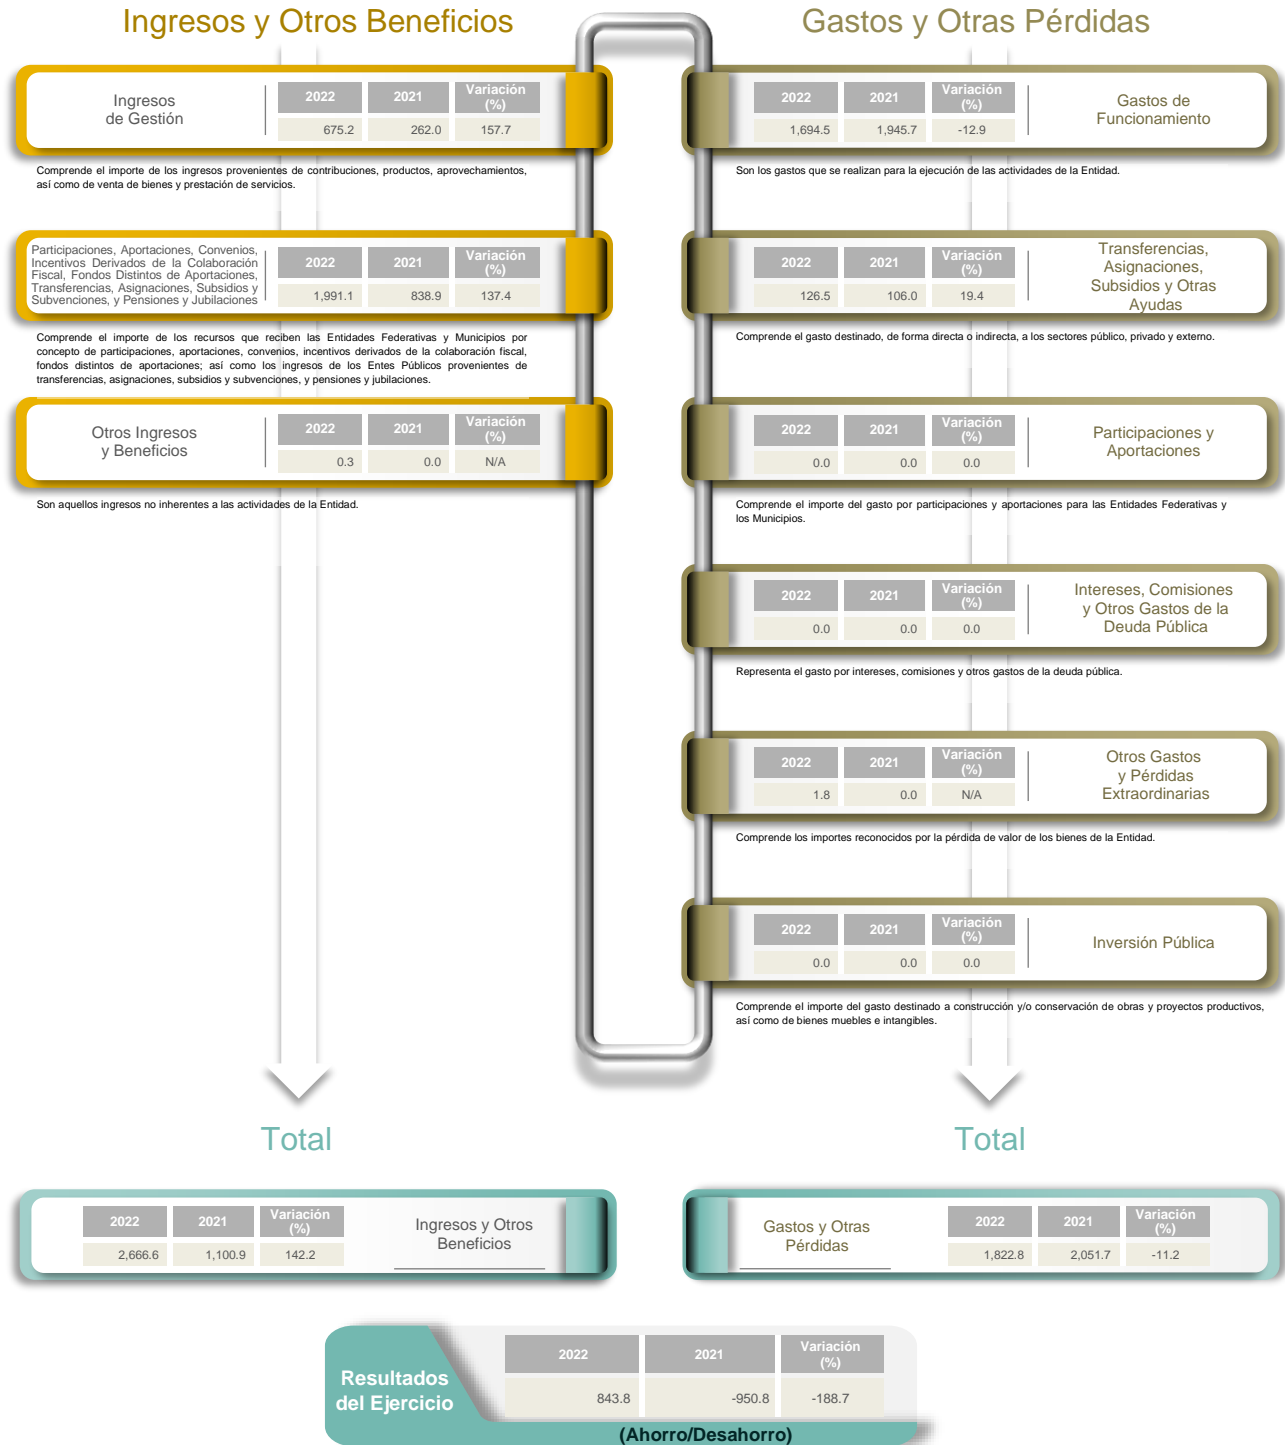 Ingresos y Otros Beneficios
Ingresos
de Gestión
2022 2021 Variación
(%)
675.2 262.0 157.7
Comprende el importe de los ingresos provenientes de contribuciones, productos, aprovechamientos,
así como de venta de bienes y prestación de servicios.
Participaciones, Aportaciones, Convenios,
Incentivos Derivados de la Colaboración
Fiscal, Fondos Distintos de Aportaciones,
Transferencias, Asignaciones, Subsidios y
Subvenciones, y Pensiones y Jubilaciones
2022 2021 Variación
(%)
1,991.1 838.9 137.4
Comprende el importe de los recursos que reciben las Entidades Federativas y Municipios por
concepto de participaciones, aportaciones, convenios, incentivos derivados de la colaboración fiscal,
fondos distintos de aportaciones; así como los ingresos de los Entes Públicos provenientes de
transferencias, asignaciones, subsidios y subvenciones, y pensiones y jubilaciones.
Otros Ingresos
y Beneficios
2022 2021 Variación
(%)
0.3 0.0 N/A
Son aquellos ingresos no inherentes a las actividades de la Entidad.
Gastos y Otras Pérdidas
2022 2021 Variación
(%)
1,694.5 1,945.7 -12.9
Gastos de
Funcionamiento
Son los gastos que se realizan para la ejecución de las actividades de la Entidad.
2022 2021 Variación
(%)
126.5 106.0 19.4
Transferencias,
Asignaciones,
Subsidios y Otras
Ayudas
Comprende el gasto destinado, de forma directa o indirecta, a los sectores público, privado y externo.
2022 2021 Variación
(%)
0.0 0.0 0.0
Participaciones y
Aportaciones
Comprende el importe del gasto por participaciones y aportaciones para las Entidades Federativas y
los Municipios.
2022 2021 Variación
(%)
0.0 0.0 0.0
Intereses, Comisiones
y Otros Gastos de la
Deuda Pública
Representa el gasto por intereses, comisiones y otros gastos de la deuda pública.
2022 2021 Variación
(%)
1.8 0.0 N/A
Otros Gastos
y Pérdidas
Extraordinarias
Comprende los importes reconocidos por la pérdida de valor de los bienes de la Entidad.
2022 2021 Variación
(%)
0.0 0.0 0.0
Inversión Pública
Comprende el importe del gasto destinado a construcción y/o conservación de obras y proyectos productivos,
así como de bienes muebles e intangibles.
Total
2022 2021 Variación
(%)
2,666.6 1,100.9 142.2
Ingresos y Otros
Beneficios
Total
Gastos y Otras
Pérdidas
2022 2021 Variación
(%)
1,822.8 2,051.7 -11.2
Resultados
del Ejercicio
2022 2021 Variación
(%)
843.8 -950.8 -188.7
(Ahorro/Desahorro)